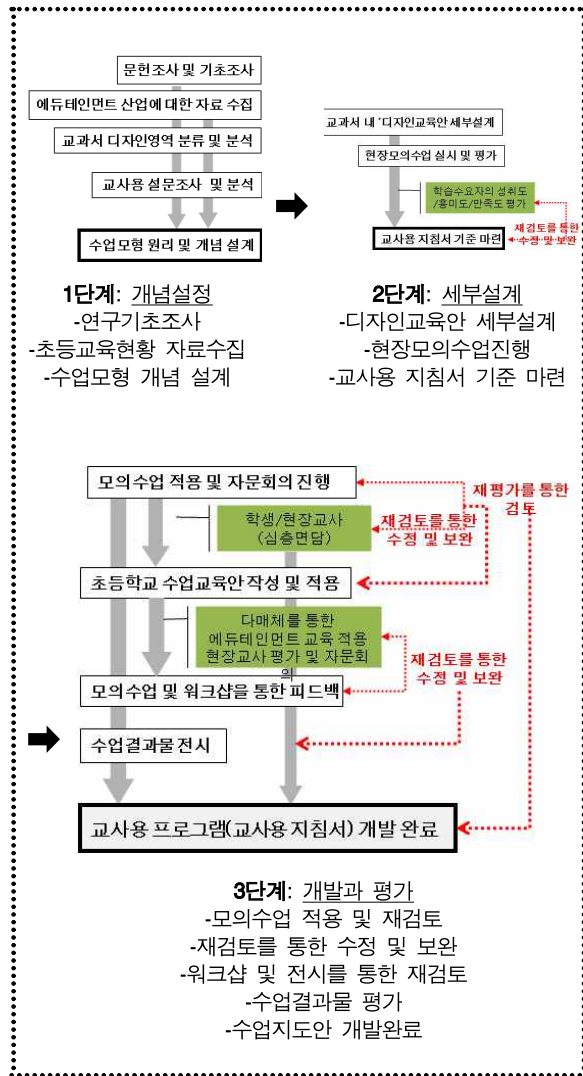 문헌조사 및 기초조사
에듀테인먼트 산업에 대한 자료 수집
교과서 디자인영역 분류 및 분석
교사용 설문조사 및 분석
수업모형 원리 및 개념 설계
1단계: 개념설정
-연구기초조사
-초등교육현황 자료수집
-수업모형 개념 설계
교과서 내 '디자인교육안 세부설계
현장모의수업 실시 및 평가
학습수요자의 성취도
/흥미도/만족도 평가
교사용 지침서 기준 마련
재검토를 통한
수정 및 보완
2단계: 세부설계
-디자인교육안 세부설계
-현장모의수업진행
-교사용 지침서 기준 마련
모의수업 적용 및 자문회의 진행
재평가를 통한
검토
학생/현장교사
(심층면담)
재검토를 통한
수정 및 보완
초등학교 수업교육안 작성 및 적용
다매체를 통한
에듀테인먼트 교육 적용
현장교사 평가 및 자문회
의
재검토를 통한
수정 및 보완
모의수업 및 워크샵을 통한 피드백
수업결과물 전시
교사용 프로그램(교사용 지침서) 개발 완료
3단계: 개발과 평가
-모의수업 적용 및 재검토
-재검토를 통한 수정 및 보완
-워크샵 및 전시를 통한 재검토
-수업결과물 평가
-수업지도안 개발완료